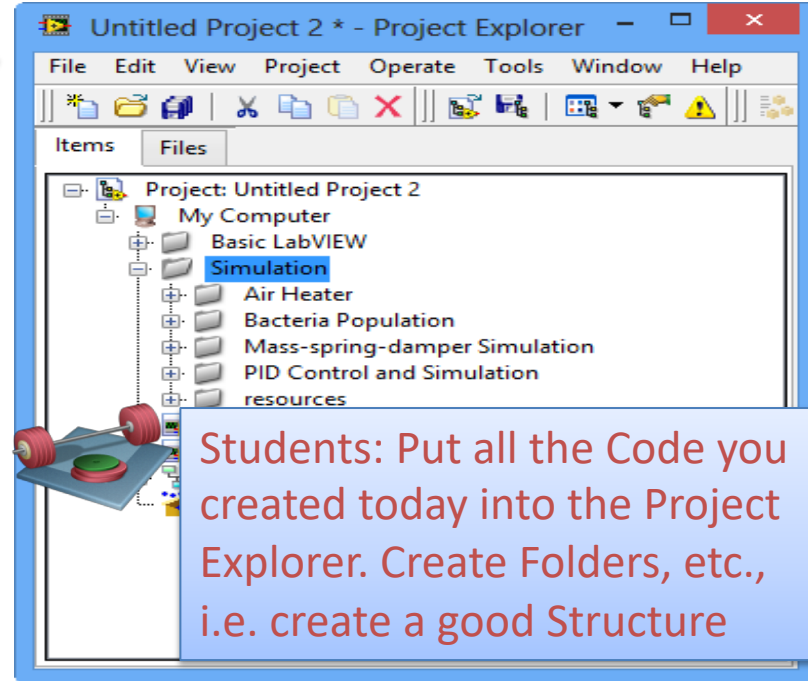 Untitled Project 2 * - Project Explorer
File Edit View Project Operate Tools Window Help
Items Files
Project: Untitled Project 2
My Computer
Basic LabVIEW
Simulation
Air Heater
Bacteria Population
Mass-spring-damper Simulation
PID Control and Simulation
resources
Students: Put all the Code you
created today into the Project
Explorer. Create Folders, etc.,
i.e. create a good Structure